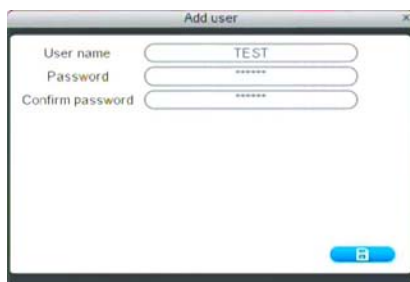 Add user ×
User name TEST
Password ******
Confirm password ******